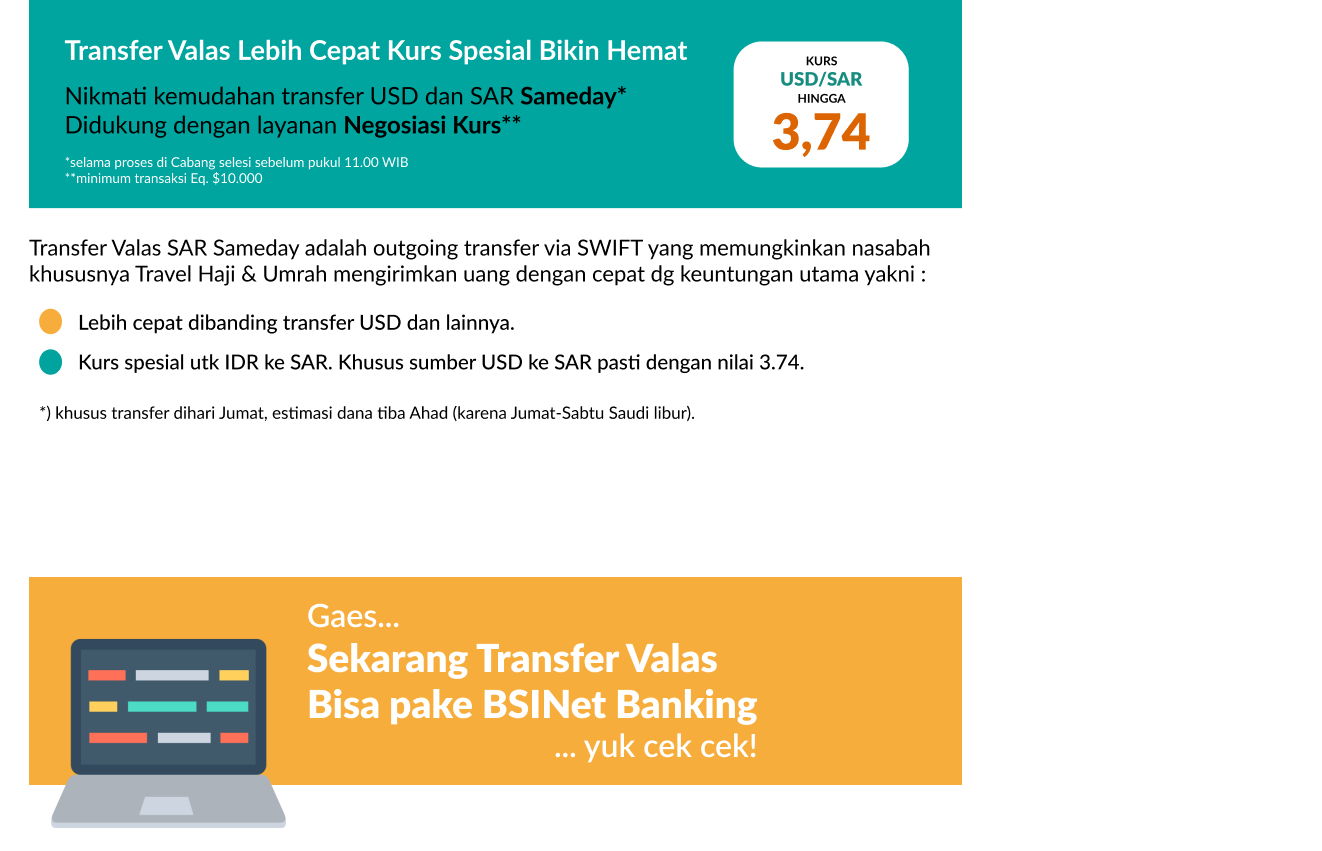 Transfer Valas Lebih Cepat Kurs Spesial Bikin Hemat
Nikmati kemudahan transfer USD dan SAR Sameday*
Didukung dengan layanan Negosiasi Kurs**
*selama proses di Cabang selesi sebelum pukul 11.00 WIB
**minimum transaksi Eq. $10.000
KURS
USD/SAR
HINGGA
3,74
Transfer Valas SAR Sameday adalah outgoing transfer via SWIFT yang memungkinkan nasabah
khususnya Travel Haji & Umrah mengirimkan uang dengan cepat dg keuntungan utama yakni :
Lebih cepat dibanding transfer USD dan lainnya.
Kurs spesial utk IDR ke SAR. Khusus sumber USD ke SAR pasti dengan nilai 3.74.
*) khusus transfer dihari Jumat, estimasi dana tiba Ahad (karena Jumat-Sabtu Saudi libur).
Gaes...
Sekarang Transfer Valas
Bisa pake BSINet Banking
... yuk cek cek!